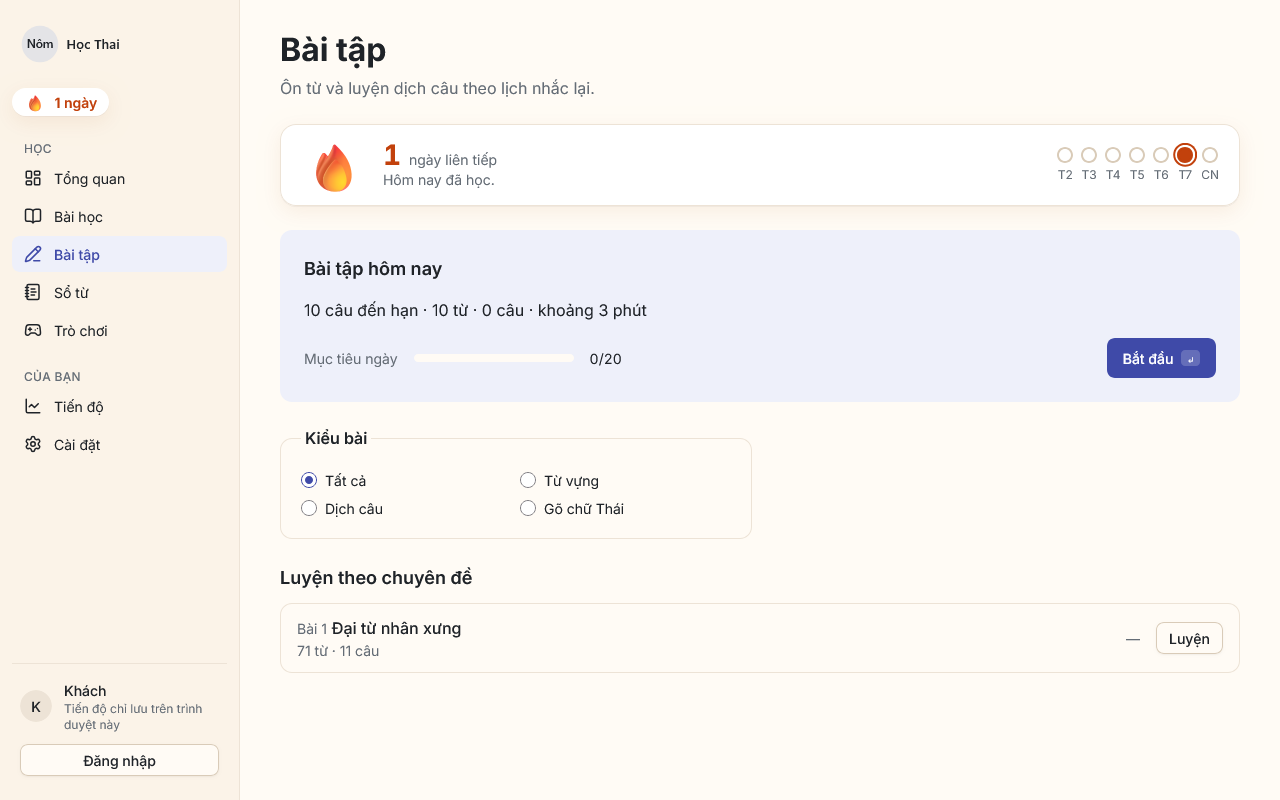 Nôm
Học Thai
1 ngày
HỌC
Tổng quan
Bài học
Bài tập
Sổ từ
Trò chơi
CỦA BẠN
Tiến độ
Cài đặt
K
Khách
Tiến độ chỉ lưu trên trình
duyệt này
Đăng nhập
Bài tập
Ôn từ và luyện dịch câu theo lịch nhắc lại.
1 ngày liên tiếp
Hôm nay đã học.
T2 T3 T4 T5 T6 T7 CN
Bài tập hôm nay
10 câu đến hạn · 10 từ · 0 câu · khoảng 3 phút
Mục tiêu ngày 0/20
Bắt đầu ↵
Kiểu bài
Tất cả
Từ vựng
Dịch câu
Gõ chữ Thái
Luyện theo chuyên đề
Bài 1 Đại từ nhân xưng
71 từ · 11 câu
—
Luyện